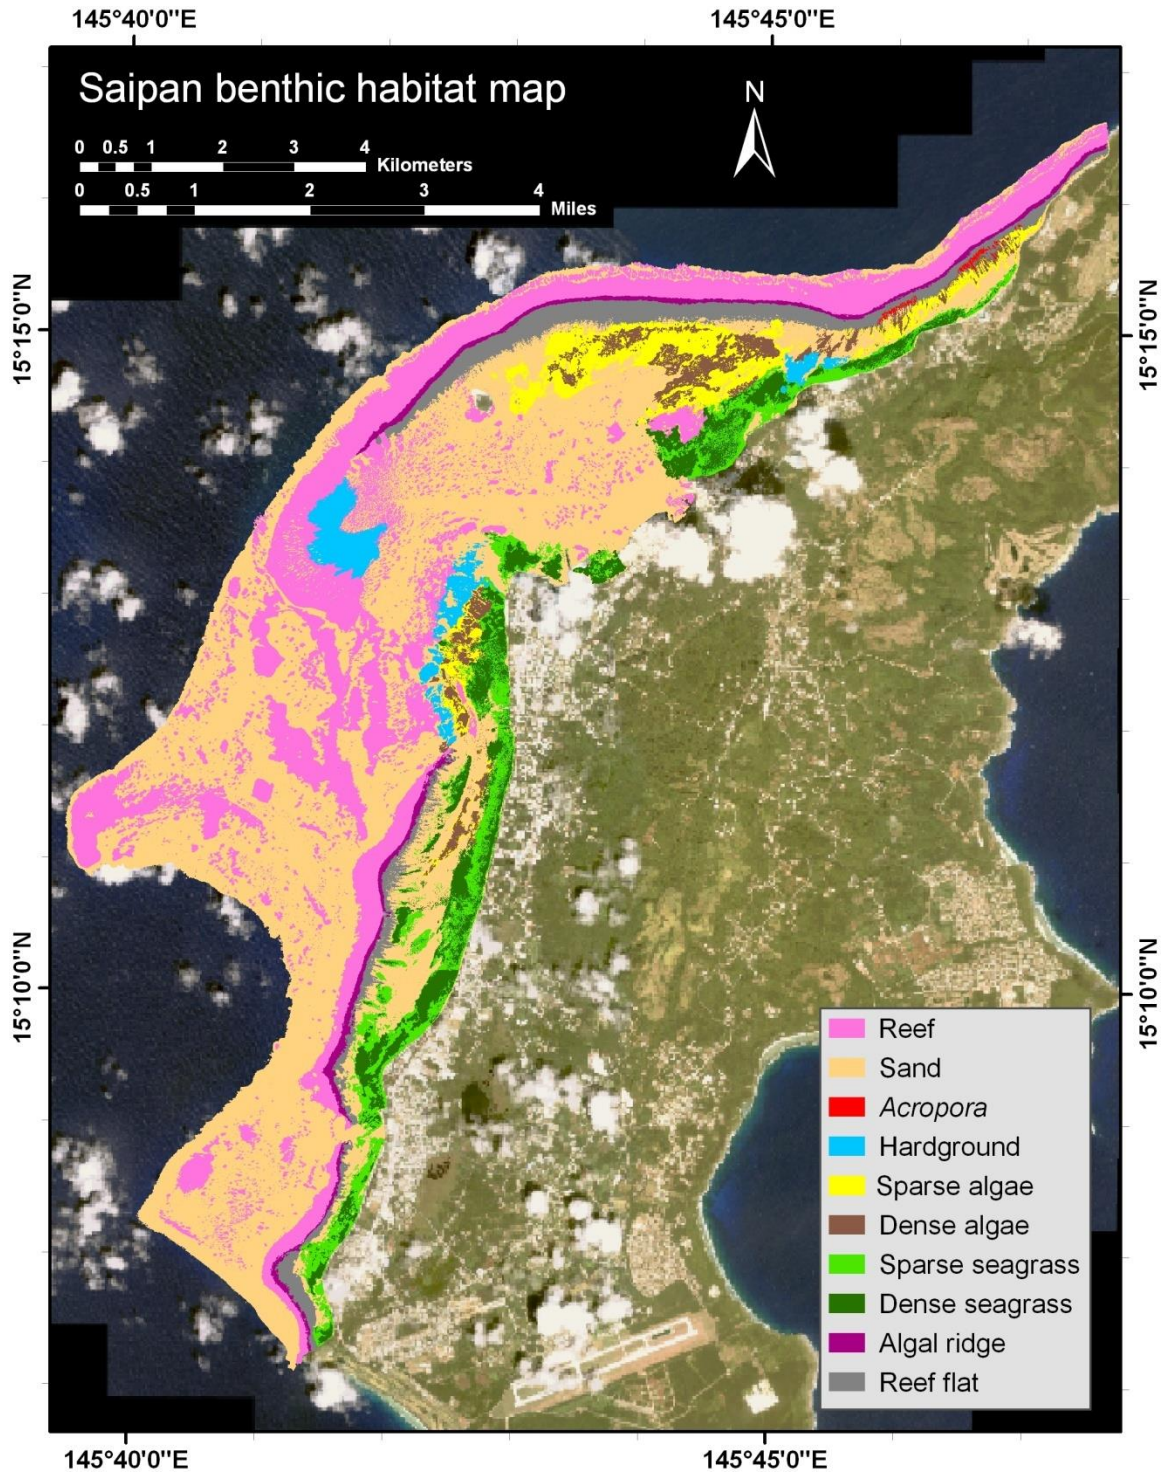 145°40'0"E 145°45'0"E
Saipan benthic habitat map
N
0 0.5 1 2 3 4
Kilometers
0 0.5 1 2 3 4
Miles
15°15'0"N 15°15'0"N
15°10'0"N 15°10'0"N
Reef
Sand
Acropora
Hardground
Sparse algae
Dense algae
Sparse seagrass
Dense seagrass
Algal ridge
Reef flat
145°40'0"E 145°45'0"E